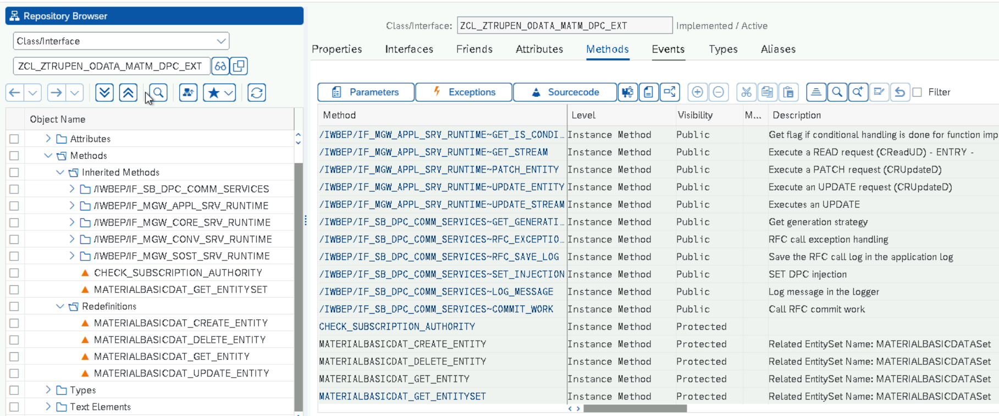 Repository Browser
Class/Interface
ZCL_ZTRUPEN_ODATA_MATM_DPC_EXT
Object Name
Attributes
Methods
Inherited Methods
/IWBEP/IF_SB_DPC_COMM_SERVICES
/IWBEP/IF_MGW_APPL_SRV_RUNTIME
/IWBEP/IF_MGW_CORE_SRV_RUNTIME
/IWBEP/IF_MGW_CONV_SRV_RUNTIME
/IWBEP/IF_MGW_SOST_SRV_RUNTIME
CHECK_SUBSCRIPTION_AUTHORITY
MATERIALBASICDAT_GET_ENTITYSET
Redefinitions
MATERIALBASICDAT_CREATE_ENTITY
MATERIALBASICDAT_DELETE_ENTITY
MATERIALBASICDAT_GET_ENTITY
MATERIALBASICDAT_UPDATE_ENTITY
Types
Text Elements
Class/Interface: ZCL_ZTRUPEN_ODATA_MATM_DPC_EXT Implemented / Active
Properties Interfaces Friends Attributes Methods Events Types Aliases
Parameters Exceptions Sourcecode Filter
Method Level Visibility M... Description
/IWBEP/IF_MGW_APPL_SRV_RUNTIME~GET_IS_CONDI... Instance Method Public Get flag if conditional handling is done for function imp
/IWBEP/IF_MGW_APPL_SRV_RUNTIME~GET_STREAM Instance Method Public Execute a READ request (CReadUD) - ENTRY -
/IWBEP/IF_MGW_APPL_SRV_RUNTIME~PATCH_ENTITY Instance Method Public Execute a PATCH request (CRUpdateD)
/IWBEP/IF_MGW_APPL_SRV_RUNTIME~UPDATE_ENTITY Instance Method Public Execute an UPDATE request (CRUpdateD)
/IWBEP/IF_MGW_APPL_SRV_RUNTIME~UPDATE_STREAM Instance Method Public Executes an UPDATE
/IWBEP/IF_SB_DPC_COMM_SERVICES~GET_GENERATI... Instance Method Public Get generation strategy
/IWBEP/IF_SB_DPC_COMM_SERVICES~RFC_EXCEPTIO... Instance Method Public RFC call exception handling
/IWBEP/IF_SB_DPC_COMM_SERVICES~RFC_SAVE_LOG Instance Method Public Save the RFC call log in the application log
/IWBEP/IF_SB_DPC_COMM_SERVICES~SET_INJECTION Instance Method Public SET DPC injection
/IWBEP/IF_SB_DPC_COMM_SERVICES~LOG_MESSAGE Instance Method Public Log message in the logger
/IWBEP/IF_SB_DPC_COMM_SERVICES~COMMIT_WORK Instance Method Public Call RFC commit work
CHECK_SUBSCRIPTION_AUTHORITY Instance Method Protected
MATERIALBASICDAT_CREATE_ENTITY Instance Method Protected Related EntitySet Name: MATERIALBASICDATASet
MATERIALBASICDAT_DELETE_ENTITY Instance Method Protected Related EntitySet Name: MATERIALBASICDATASet
MATERIALBASICDAT_GET_ENTITY Instance Method Protected Related EntitySet Name: MATERIALBASICDATASet
MATERIALBASICDAT_GET_ENTITYSET Instance Method Protected Related EntitySet Name: MATERIALBASICDATASet